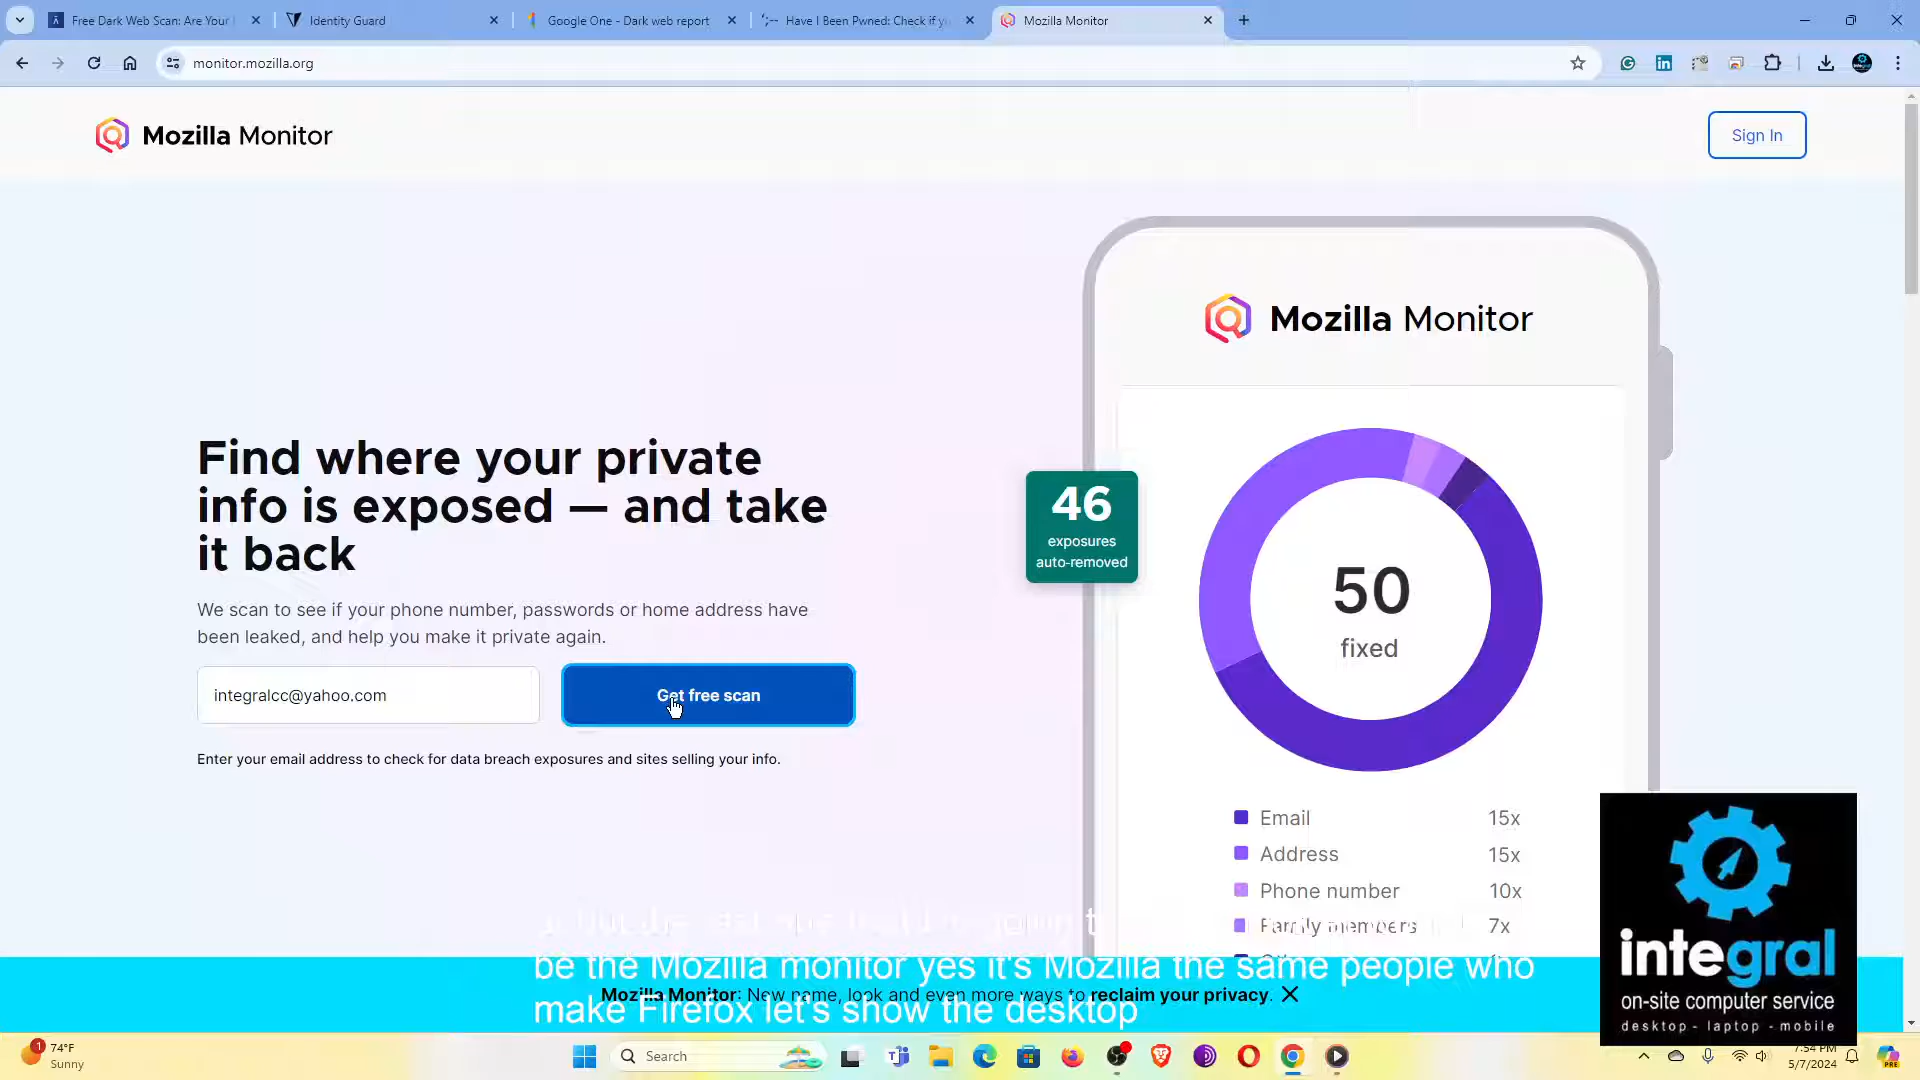 Free Dark Web Scan: Are Your
Identity Guard
Google One - Dark web report
Have I Been Pwned: Check if yo
Mozilla Monitor
monitor.mozilla.org
Mozilla Monitor
Sign In
Mozilla Monitor
Find where your private
info is exposed — and take
it back
We scan to see if your phone number, passwords or home address have
been leaked, and help you make it private again.
integralcc@yahoo.com
Get free scan
Enter your email address to check for data breach exposures and sites selling your info.
46
exposures
auto-removed
50
fixed
Email 15x
Address 15x
Phone number 10x
Family members 7x
be the Mozilla monitor yes it's Mozilla the same people who
Mozilla Monitor: New name, look and even more ways to reclaim your privacy.
make Firefox let's show the desktop
integral
on-site computer service
desktop - laptop - mobile
1
74°F
Sunny
Search
7:54 PM
5/7/2024
PRE